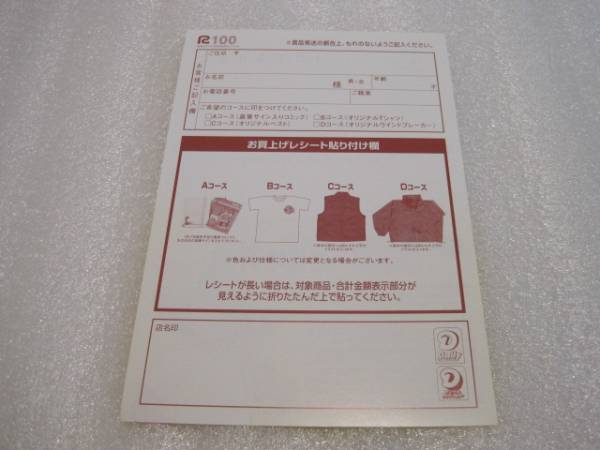 R100
※賞品発送の都合上、もれのないようご記入ください。
お客様ご記入欄
ご住所 〒
お名前
様
男・女
年齢
才
お電話番号
ご職業
ご希望のコースに印をつけてください。
□Aコース(直筆サイン入りコミック) □Bコース(オリジナルTシャツ)
□Cコース(オリジナルベスト) □Dコース(オリジナルウインドブレーカー)
お買上げレシート貼り付け欄
Aコース Bコース Cコース Dコース
※色および仕様については変更となる場合がございます。
レシートが長い場合は、対象商品・合計金額表示部分が
見えるように折りたたんだ上で貼ってください。
店名印